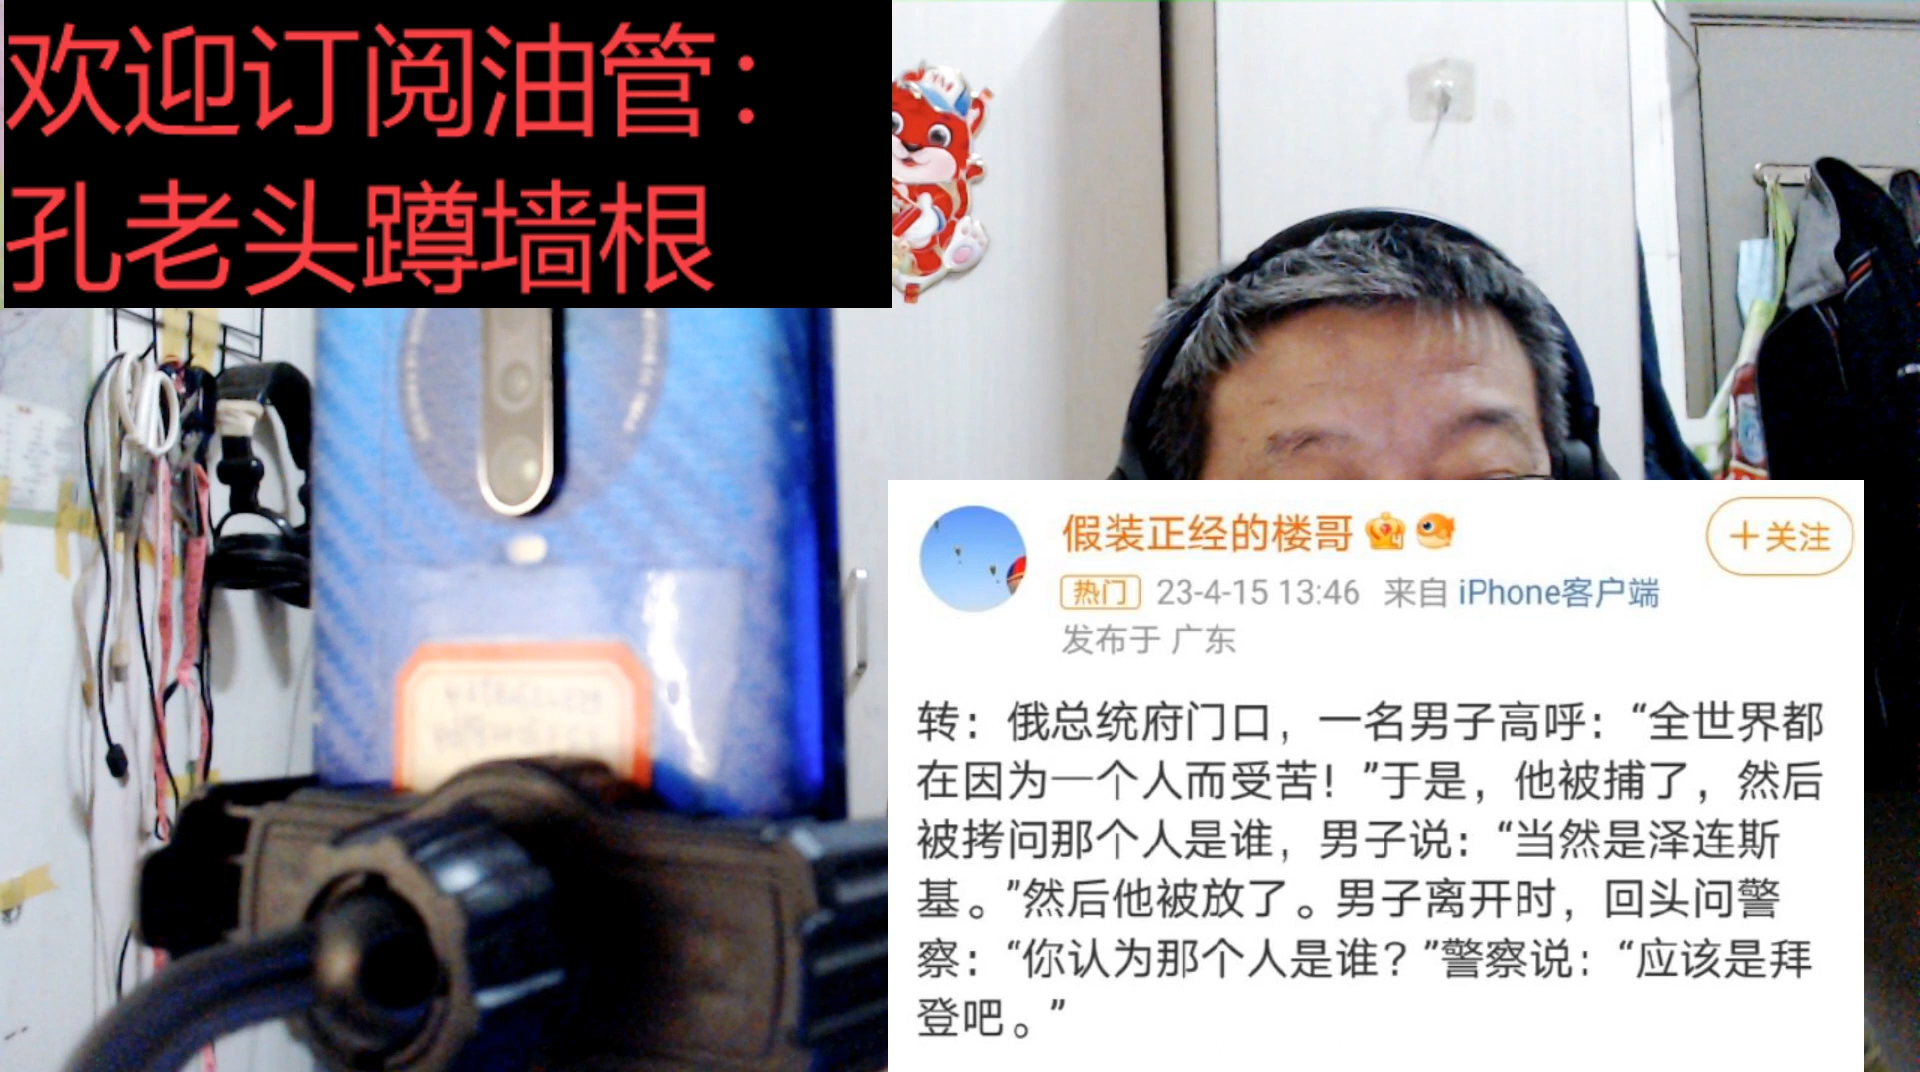 欢迎订阅油管：
孔老头蹲墙根
假装正经的楼哥
+关注
热门 23-4-15 13:46 来自 iPhone客户端
发布于 广东
转：俄总统府门口，一名男子高呼：“全世界都
在因为一个人而受苦！”于是，他被捕了，然后
被拷问那个人是谁，男子说：“当然是泽连斯
基。”然后他被放了。男子离开时，回头问警
察：“你认为那个人是谁？”警察说：“应该是拜
登吧。”